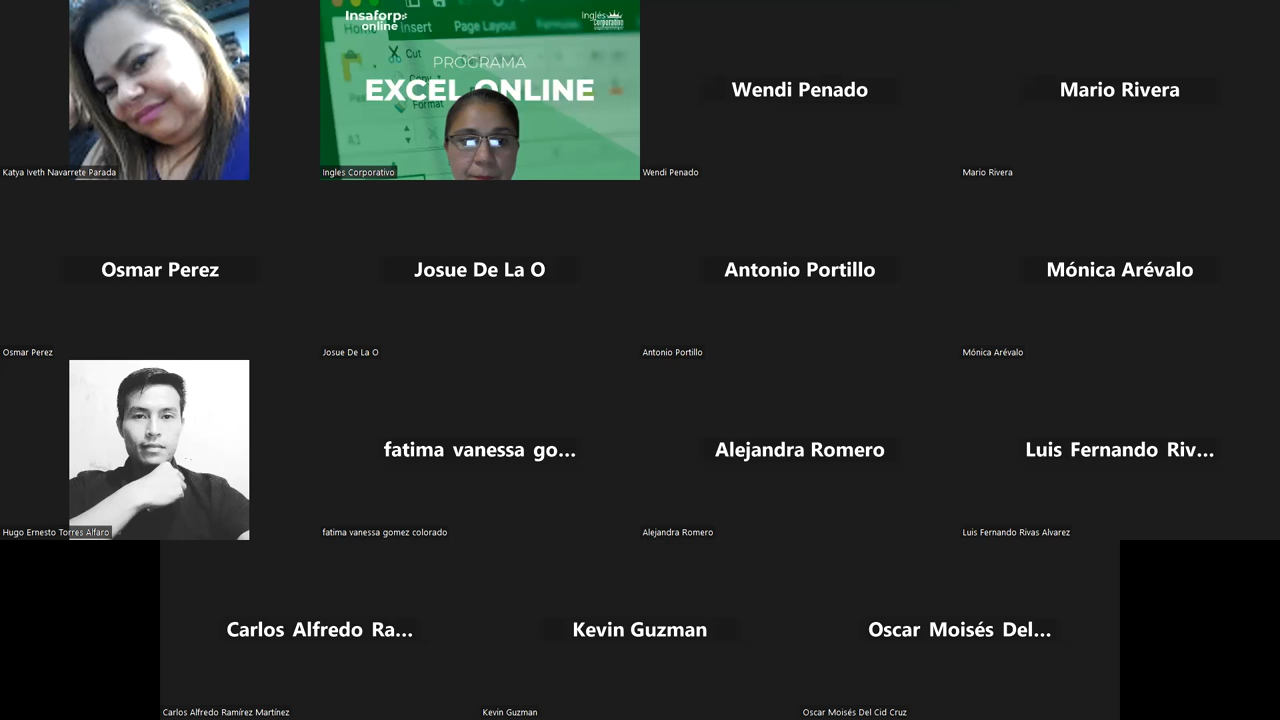 Insaforp
online
Inglés
Corporativo
Home
Insert
Page Layout
Cut
PROGRAMA
Copy
EXCEL ONLINE
Format
Katya Iveth Navarrete Parada
Ingles Corporativo
Wendi Penado
Wendi Penado
Mario Rivera
Mario Rivera
Osmar Perez
Osmar Perez
Josue De La O
Josue De La O
Antonio Portillo
Antonio Portillo
Mónica Arévalo
Mónica Arévalo
Hugo Ernesto Torres Alfaro
fatima vanessa go...
fatima vanessa gomez colorado
Alejandra Romero
Alejandra Romero
Luis Fernando Riv...
Luis Fernando Rivas Alvarez
Carlos Alfredo Ra...
Carlos Alfredo Ramírez Martínez
Kevin Guzman
Kevin Guzman
Oscar Moisés Del...
Oscar Moisés Del Cid Cruz